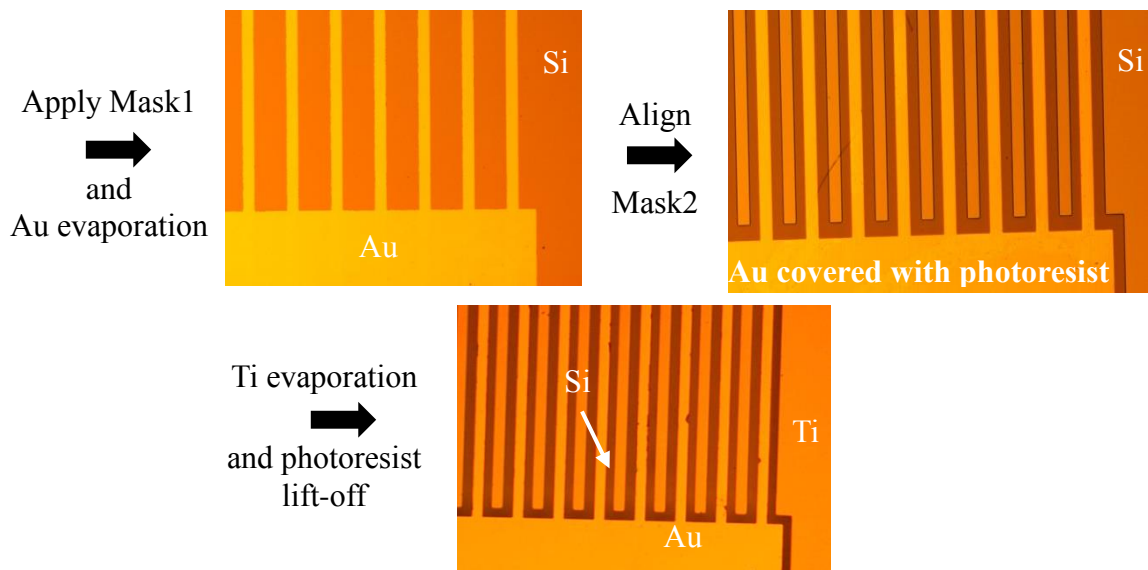 Apply Mask1
and
Au evaporation
Si
Au
Align
Mask2
Si
Au covered with photoresist
Ti evaporation
and photoresist
lift-off
Si
Ti
Au